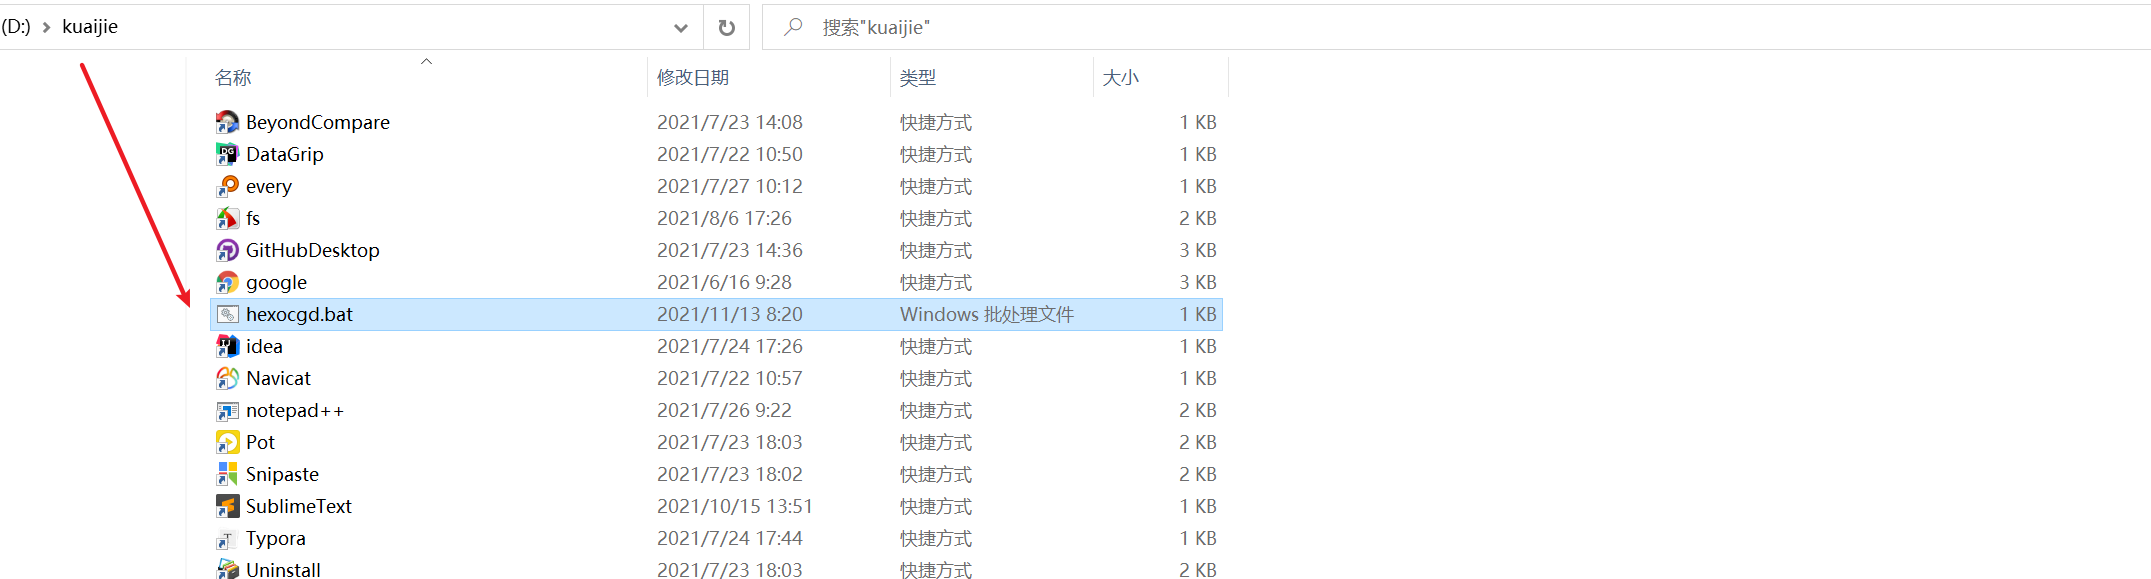 (D:) > kuaijie 搜索"kuaijie"
名称 修改日期 类型 大小
BeyondCompare 2021/7/23 14:08 快捷方式 1 KB
DataGrip 2021/7/22 10:50 快捷方式 1 KB
every 2021/7/27 10:12 快捷方式 1 KB
fs 2021/8/6 17:26 快捷方式 2 KB
GitHubDesktop 2021/7/23 14:36 快捷方式 3 KB
google 2021/6/16 9:28 快捷方式 3 KB
hexocgd.bat 2021/11/13 8:20 Windows 批处理文件 1 KB
idea 2021/7/24 17:26 快捷方式 1 KB
Navicat 2021/7/22 10:57 快捷方式 1 KB
notepad++ 2021/7/26 9:22 快捷方式 2 KB
Pot 2021/7/23 18:03 快捷方式 2 KB
Snipaste 2021/7/23 18:02 快捷方式 2 KB
SublimeText 2021/10/15 13:51 快捷方式 1 KB
Typora 2021/7/24 17:44 快捷方式 1 KB
Uninstall 2021/7/23 18:03 快捷方式 2 KB